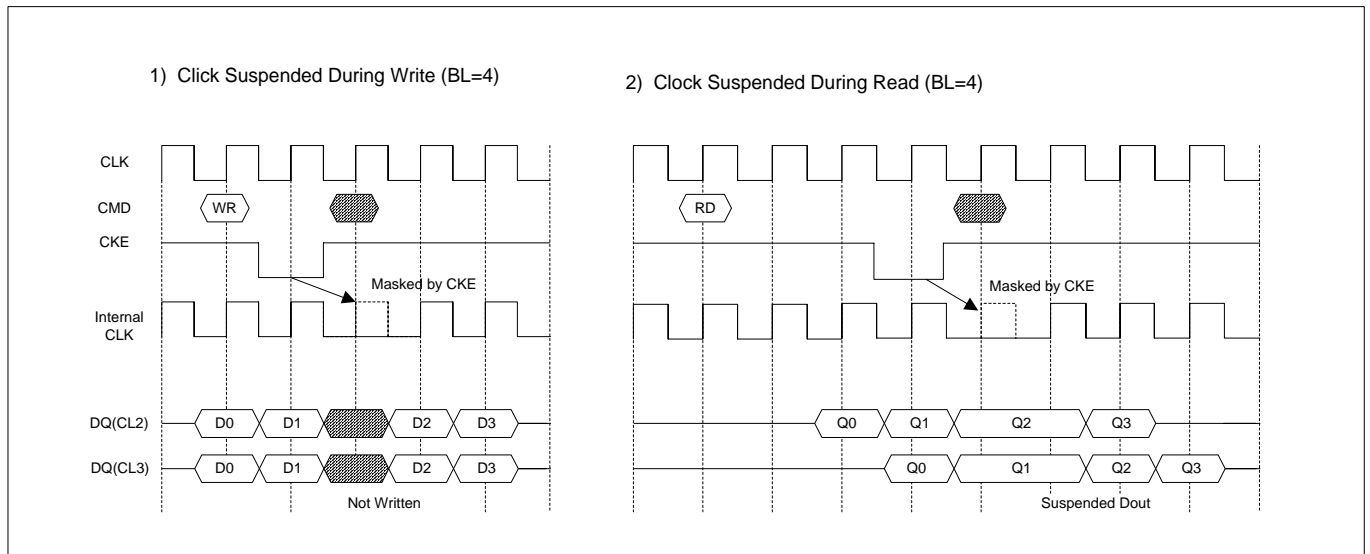 1) Click Suspended During Write (BL=4)
2) Clock Suspended During Read (BL=4)
CLK
CMD
WR
CKE
Masked by CKE
Internal
CLK
DQ(CL2)
D0 D1 D2 D3
DQ(CL3)
D0 D1 D2 D3
Not Written
RD
Masked by CKE
Q0 Q1 Q2 Q3
Q0 Q1 Q2 Q3
Suspended Dout